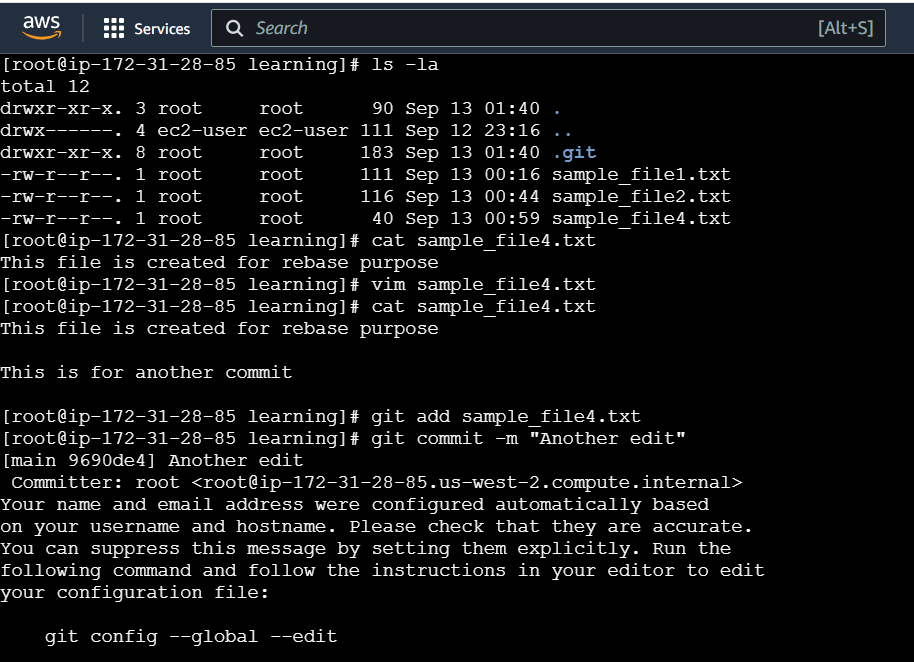 aws Services Search [Alt+S]
[root@ip-172-31-28-85 learning]# ls -la
total 12
drwxr-xr-x. 3 root     root      90 Sep 13 01:40 .
drwx------. 4 ec2-user ec2-user 111 Sep 12 23:16 ..
drwxr-xr-x. 8 root     root     183 Sep 13 01:40 .git
-rw-r--r--. 1 root     root     111 Sep 13 00:16 sample_file1.txt
-rw-r--r--. 1 root     root     116 Sep 13 00:44 sample_file2.txt
-rw-r--r--. 1 root     root      40 Sep 13 00:59 sample_file4.txt
[root@ip-172-31-28-85 learning]# cat sample_file4.txt
This file is created for rebase purpose
[root@ip-172-31-28-85 learning]# vim sample_file4.txt
[root@ip-172-31-28-85 learning]# cat sample_file4.txt
This file is created for rebase purpose
This is for another commit
[root@ip-172-31-28-85 learning]# git add sample_file4.txt
[root@ip-172-31-28-85 learning]# git commit -m "Another edit"
[main 9690de4] Another edit
 Committer: root <root@ip-172-31-28-85.us-west-2.compute.internal>
Your name and email address were configured automatically based
on your username and hostname. Please check that they are accurate.
You can suppress this message by setting them explicitly. Run the
following command and follow the instructions in your editor to edit
your configuration file:
    git config --global --edit